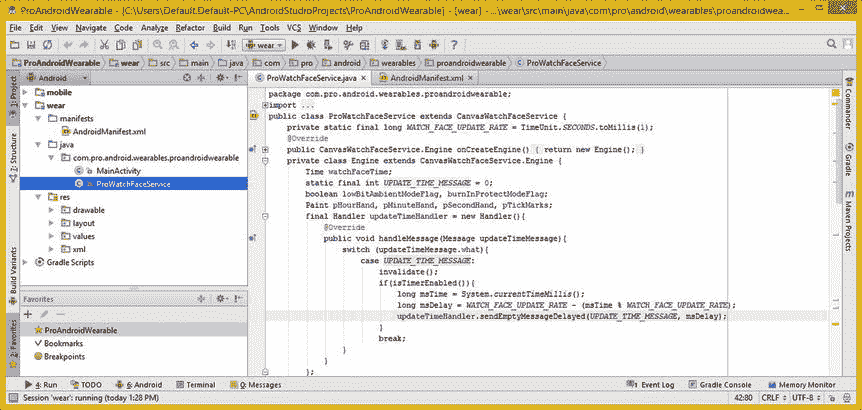 ProAndroidWearable - [C:\Users\Default.Default-PC\AndroidStudioProjects\ProAndroidWearable] - [wear] - ...\wear\src\main\java\com\pro\android\wearables\proandroidwea...
File Edit View Navigate Code Analyze Refactor Build Run Tools VCS Window Help
wear
ProAndroidWearable wear src main java com pro android wearables proandroidwearable ProWatchFaceService
Android
ProWatchFaceService.java AndroidManifest.xml
1: Project
Z: Structure
Build Variants
2: Favorites
mobile
wear
manifests
AndroidManifest.xml
java
com.pro.android.wearables.proandroidwearable
MainActivity
ProWatchFaceService
res
drawable
layout
values
xml
Gradle Scripts
Favorites
ProAndroidWearable
Bookmarks
Breakpoints
package com.pro.android.wearables.proandroidwearable;
import ...
public class ProWatchFaceService extends CanvasWatchFaceService {
private static final long WATCH_FACE_UPDATE_RATE = TimeUnit.SECONDS.toMillis(1);
@Override
public CanvasWatchFaceService.Engine onCreateEngine() { return new Engine(); }
private class Engine extends CanvasWatchFaceService.Engine {
Time watchFaceTime;
static final int UPDATE_TIME_MESSAGE = 0;
boolean lowBitAmbientModeFlag, burnInProtectModeFlag;
Paint pHourHand, pMinuteHand, pSecondHand, pTickMarks;
final Handler updateTimeHandler = new Handler(){
@Override
public void handleMessage(Message updateTimeMessage){
switch (updateTimeMessage.what){
case UPDATE_TIME_MESSAGE:
invalidate();
if(isTimerEnabled()){
long msTime = System.currentTimeMillis();
long msDelay = WATCH_FACE_UPDATE_RATE - (msTime % WATCH_FACE_UPDATE_RATE);
updateTimeHandler.sendEmptyMessageDelayed(UPDATE_TIME_MESSAGE, msDelay);
}
break;
}
}
};
Commander
Maven Projects
4: Run TODO 6: Android Terminal 0: Messages Event Log Gradle Console Memory Monitor
Session 'wear': running (today 1:28 PM) 42:80 CRLF UTF-8